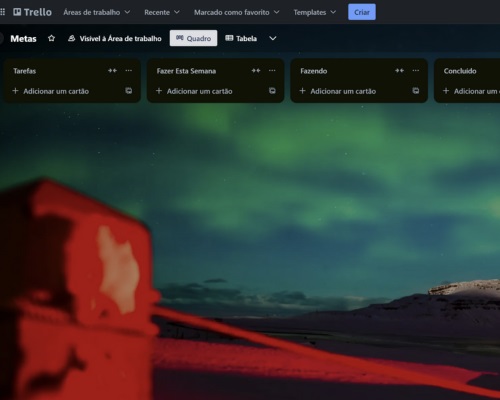 Trello Áreas de trabalho Recente Marcado como favorito Templates Criar
Metas Visível à Área de trabalho Quadro Tabela
Tarefas Fazer Esta Semana Fazendo Concluído
+ Adicionar um cartão + Adicionar um cartão + Adicionar um cartão + Adicionar um